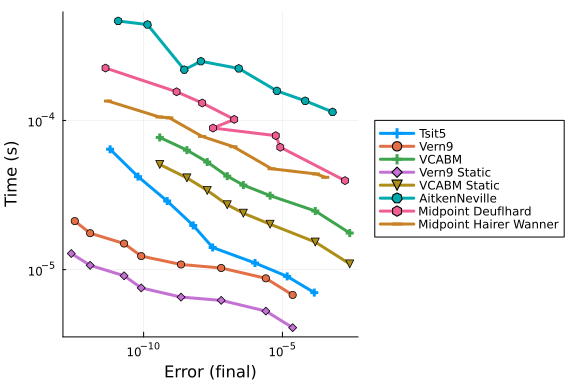 Time (s)
10⁻⁴
10⁻⁵
10⁻¹⁰
10⁻⁵
Error (final)
Tsit5
Vern9
VCABM
Vern9 Static
VCABM Static
AitkenNeville
Midpoint Deuflhard
Midpoint Hairer Wanner